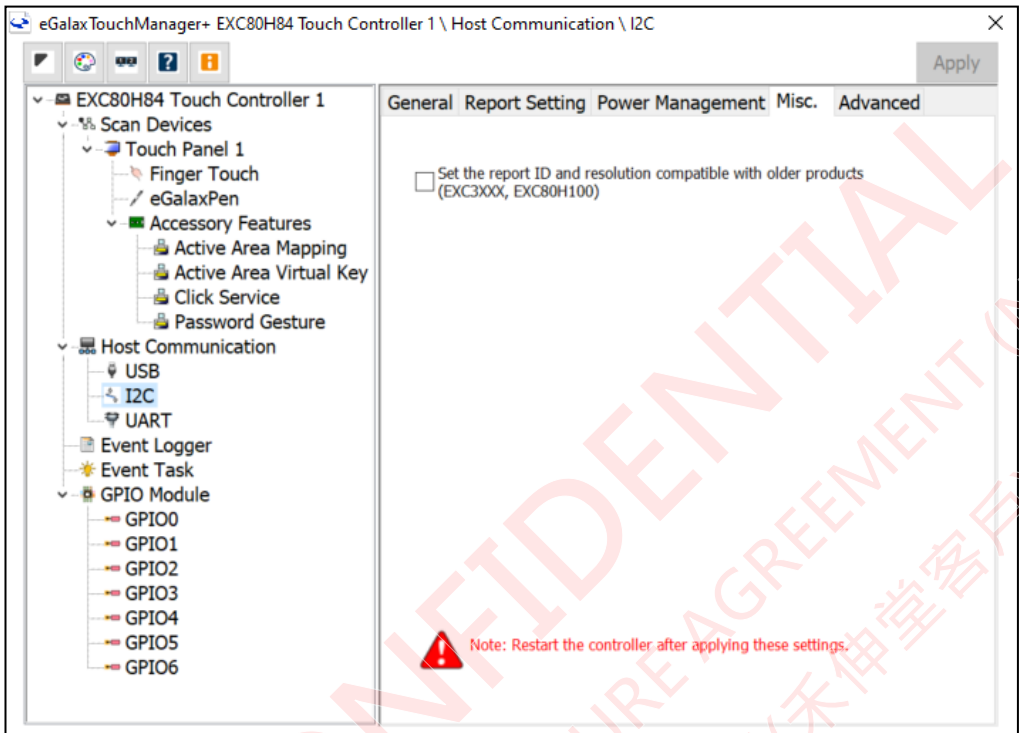 eGalaxTouchManager+ EXC80H84 Touch Controller 1 \ Host Communication \ I2C
Apply
EXC80H84 Touch Controller 1
Scan Devices
Touch Panel 1
Finger Touch
eGalaxPen
Accessory Features
Active Area Mapping
Active Area Virtual Key
Click Service
Password Gesture
Host Communication
USB
I2C
UART
Event Logger
Event Task
GPIO Module
GPIO0
GPIO1
GPIO2
GPIO3
GPIO4
GPIO5
GPIO6
General Report Setting Power Management Misc. Advanced
Set the report ID and resolution compatible with older products
(EXC3XXX, EXC80H100)
Note: Restart the controller after applying these settings.